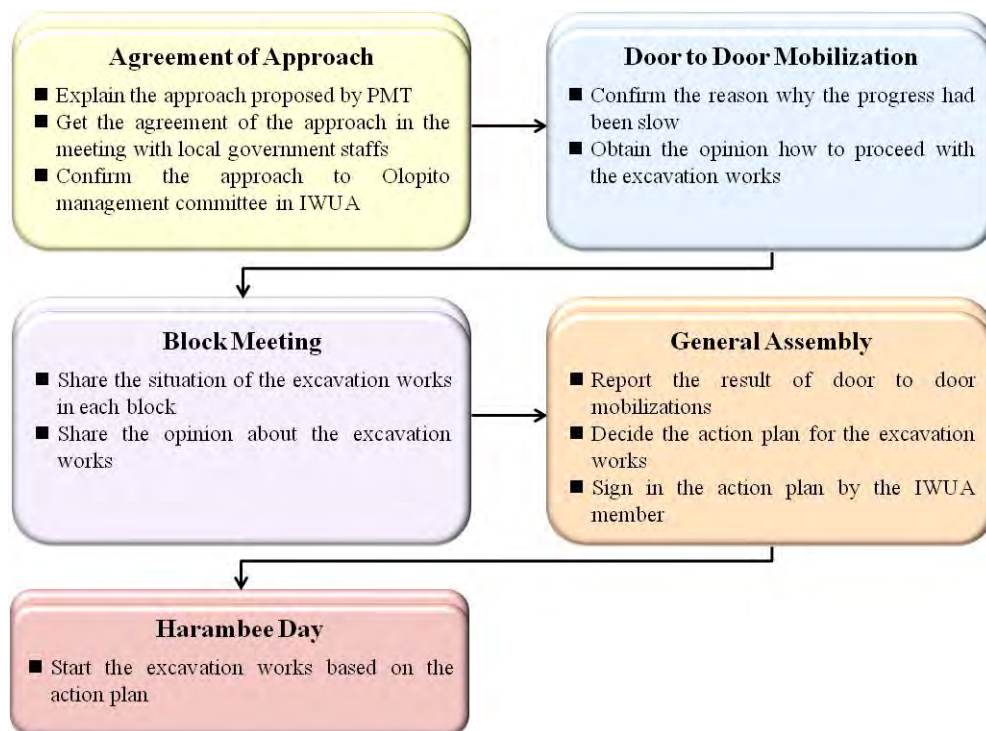 Agreement of Approach
■ Explain the approach proposed by PMT
■ Get the agreement of the approach in the
meeting with local government staffs
■ Confirm the approach to Olopito
management committee in IWUA
Door to Door Mobilization
■ Confirm the reason why the progress had
been slow
■ Obtain the opinion how to proceed with
the excavation works
Block Meeting
■ Share the situation of the excavation works
in each block
■ Share the opinion about the excavation
works
General Assembly
■ Report the result of door to door
mobilizations
■ Decide the action plan for the excavation
works
■ Sign in the action plan by the IWUA
member
Harambee Day
■ Start the excavation works based on the
action plan